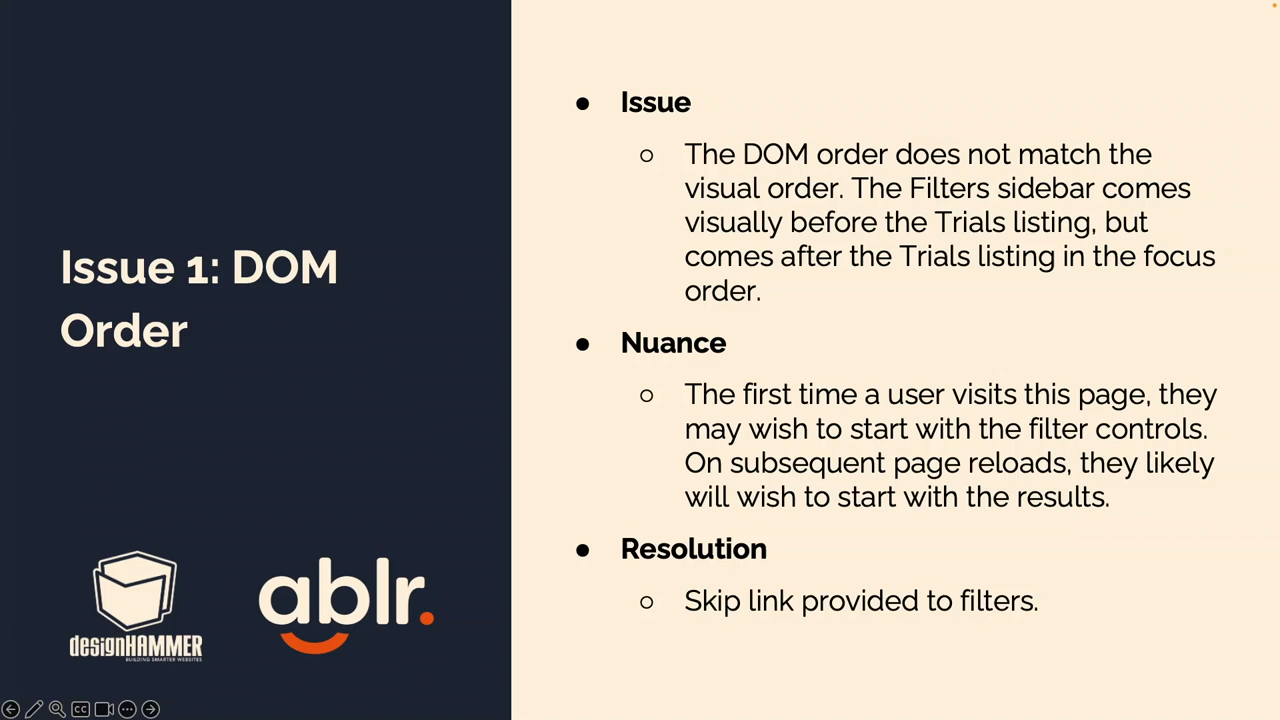 Issue 1: DOM
Order
● Issue
○ The DOM order does not match the
visual order. The Filters sidebar comes
visually before the Trials listing, but
comes after the Trials listing in the focus
order.
● Nuance
○ The first time a user visits this page, they
may wish to start with the filter controls.
On subsequent page reloads, they likely
will wish to start with the results.
● Resolution
○ Skip link provided to filters.
designHAMMER
BUILDING SMARTER WEBSITES
ablr.
CC